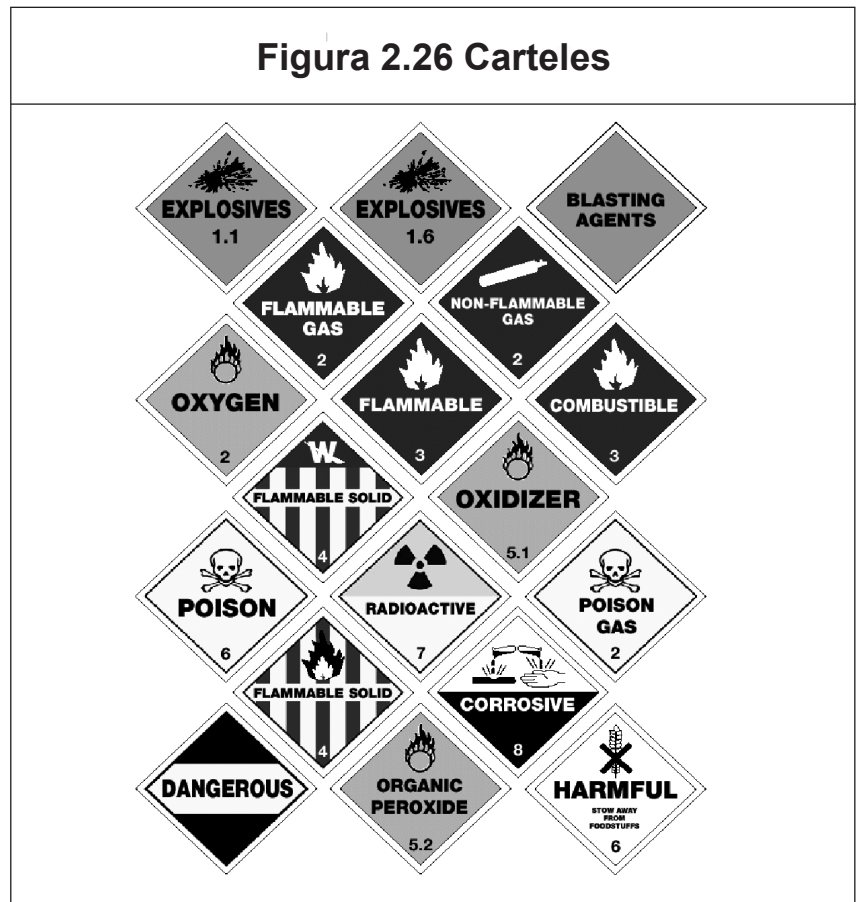 Figura 2.26 Carteles
EXPLOSIVES
1.1
EXPLOSIVES
1.6
BLASTING
AGENTS
FLAMMABLE
GAS
2
NON-FLAMMABLE
GAS
2
OXYGEN
2
FLAMMABLE
3
COMBUSTIBLE
3
W
FLAMMABLE SOLID
4
OXIDIZER
5.1
POISON
6
RADIOACTIVE
7
POISON
GAS
2
FLAMMABLE SOLID
4
CORROSIVE
8
DANGEROUS
ORGANIC
PEROXIDE
5.2
HARMFUL
STOW AWAY
FROM
FOODSTUFFS
6